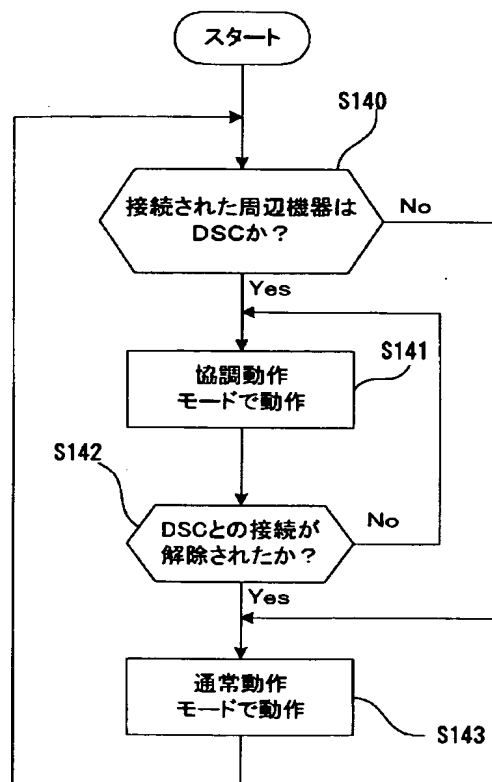 スタート
S140
接続された周辺機器は
DSCか？
No
Yes
S141
協調動作
モードで動作
S142
DSCとの接続が
解除されたか？
No
Yes
通常動作
モードで動作
S143